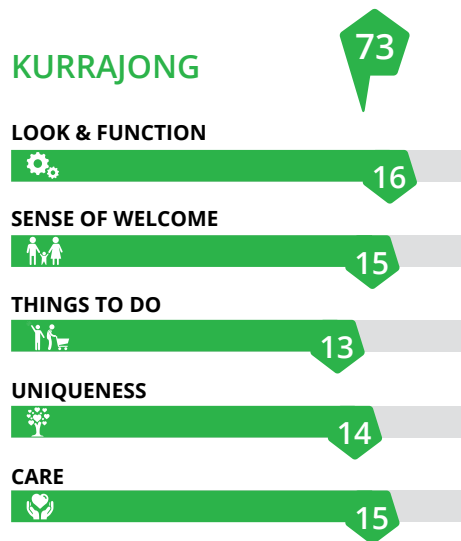 KURRAJONG
73
LOOK & FUNCTION
16
SENSE OF WELCOME
15
THINGS TO DO
13
UNIQUENESS
14
CARE
15